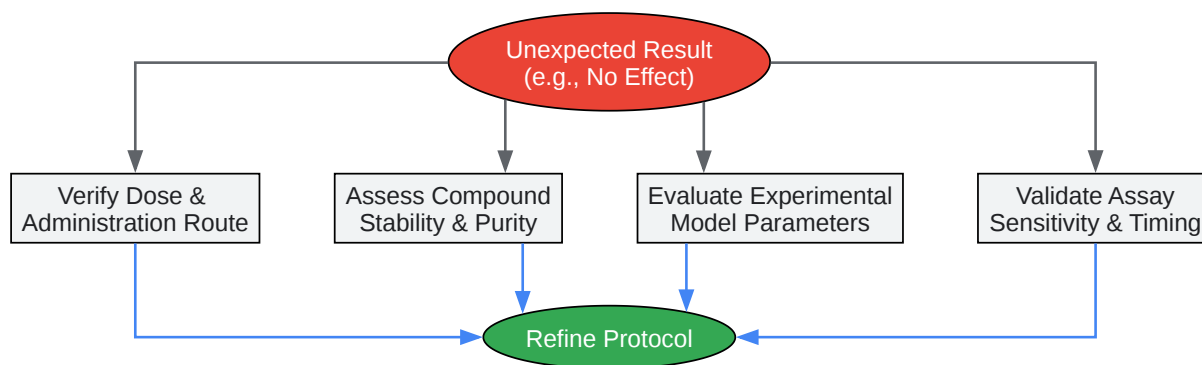 Unexpected Result
(e.g., No Effect)
Verify Dose &
Administration Route
Assess Compound
Stability & Purity
Evaluate Experimental
Model Parameters
Validate Assay
Sensitivity & Timing
Refine Protocol